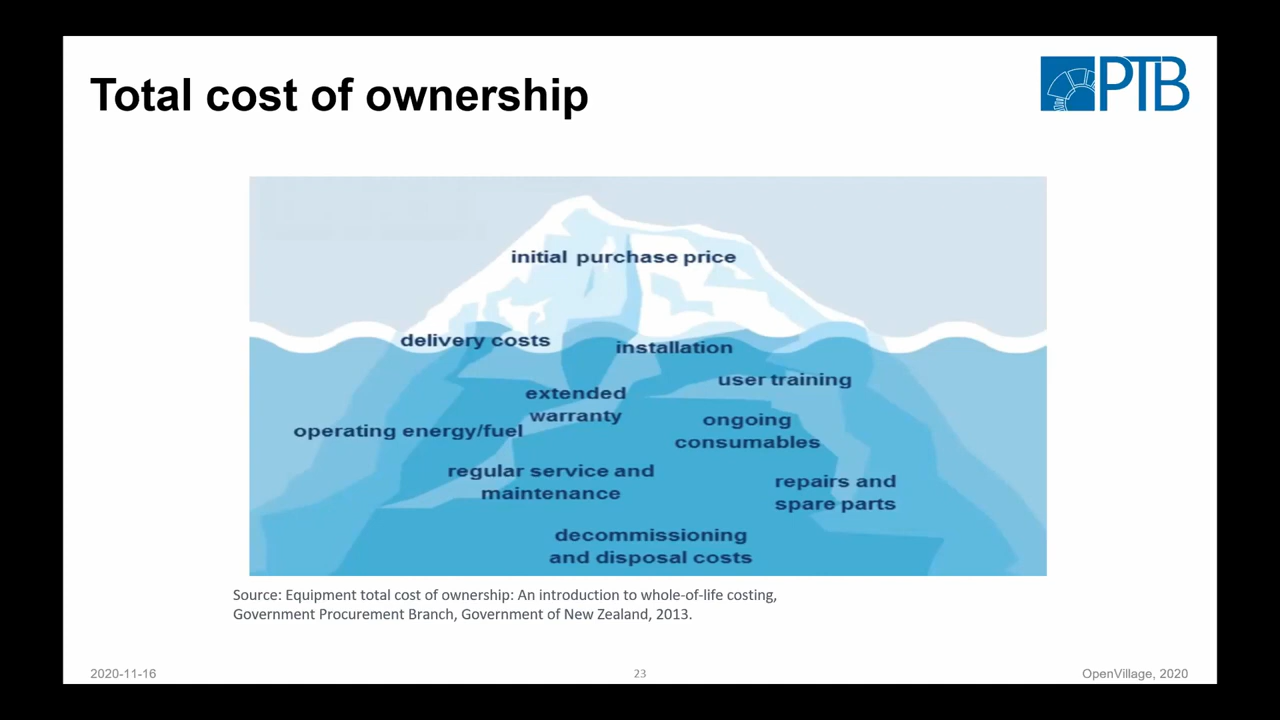 Total cost of ownership
PTB
initial purchase price
delivery costs
installation
user training
extended
warranty
ongoing
consumables
operating energy/fuel
regular service and
maintenance
repairs and
spare parts
decommissioning
and disposal costs
Source: Equipment total cost of ownership: An introduction to whole-of-life costing,
Government Procurement Branch, Government of New Zealand, 2013.
2020-11-16
23
OpenVillage, 2020